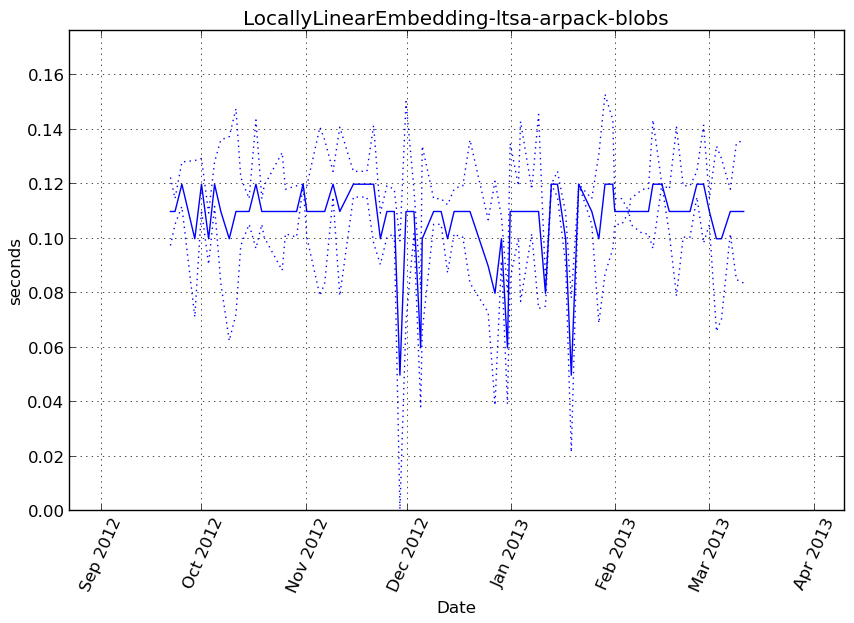 LocallyLinearEmbedding-ltsa-arpack-blobs
0.16
0.14
0.12
0.10
0.08
0.06
0.04
0.02
0.00
seconds
Sep 2012
Oct 2012
Nov 2012
Dec 2012
Jan 2013
Feb 2013
Mar 2013
Apr 2013
Date